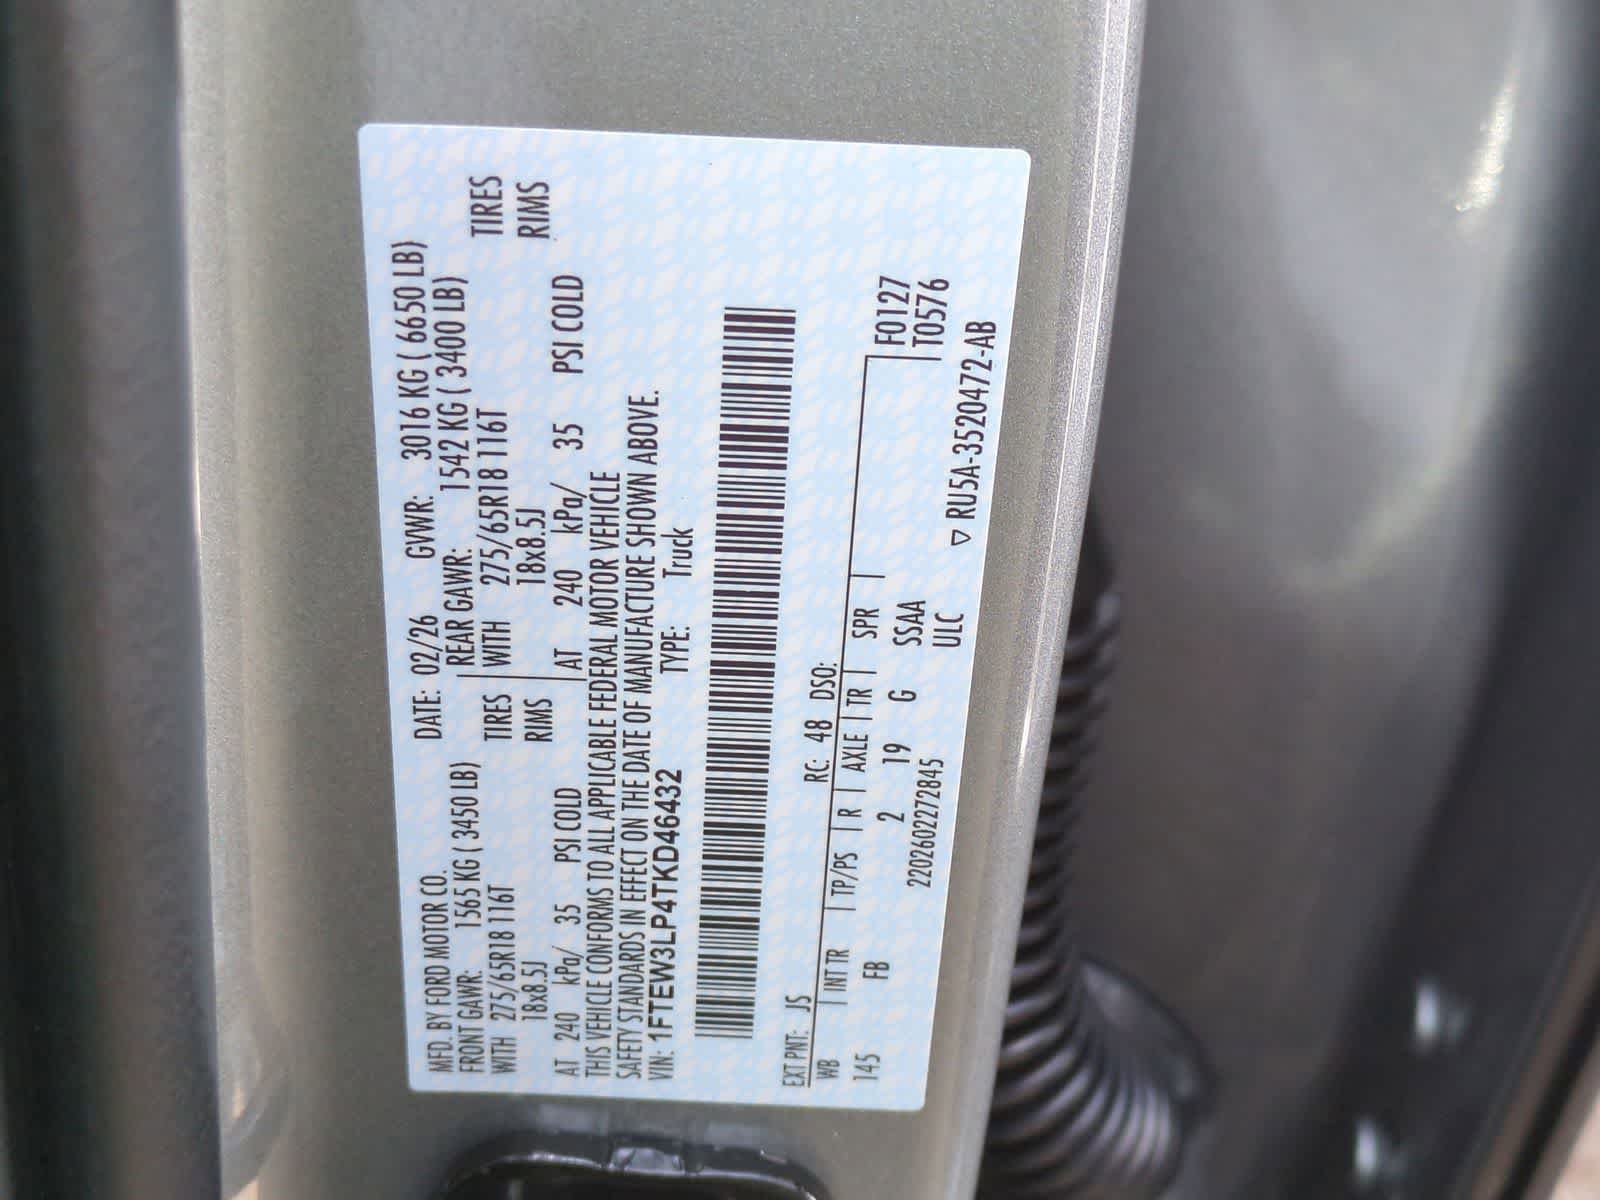 MFD. BY FORD MOTOR CO. DATE: 02/26 GVWR: 3016 KG ( 6650 LB)
FRONT GAWR: 1565 KG ( 3450 LB) REAR GAWR: 1542 KG ( 3400 LB)
WITH 275/65R18 116T TIRES WITH 275/65R18 116T TIRES
18x8.5J RIMS 18x8.5J RIMS
AT 240 kPa/ 35 PSI COLD AT 240 kPa/ 35 PSI COLD
THIS VEHICLE CONFORMS TO ALL APPLICABLE FEDERAL MOTOR VEHICLE
SAFETY STANDARDS IN EFFECT ON THE DATE OF MANUFACTURE SHOWN ABOVE.
VIN: 1FTEW3LP4TKD46432 TYPE: Truck
EXT PNT: JS RC: 48 DSO:
WB INT TR TP/PS R AXLE TR SPR F0127
145 FB 2 19 G SSAA T0576
2202602272845 ULC
▽ RU5A-3520472-AB